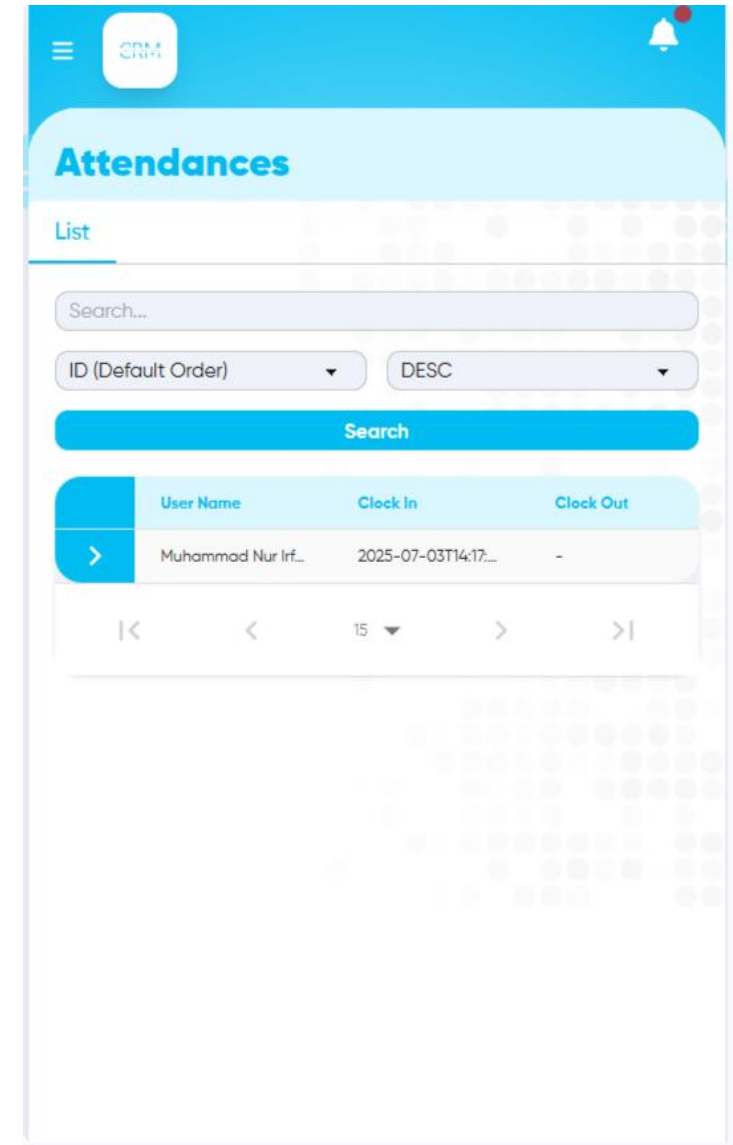 CRM
Attendances
List
Search...
ID (Default Order) DESC
Search
User Name Clock In Clock Out
Muhammad Nur Irf... 2025-07-03T14:17:... -
15